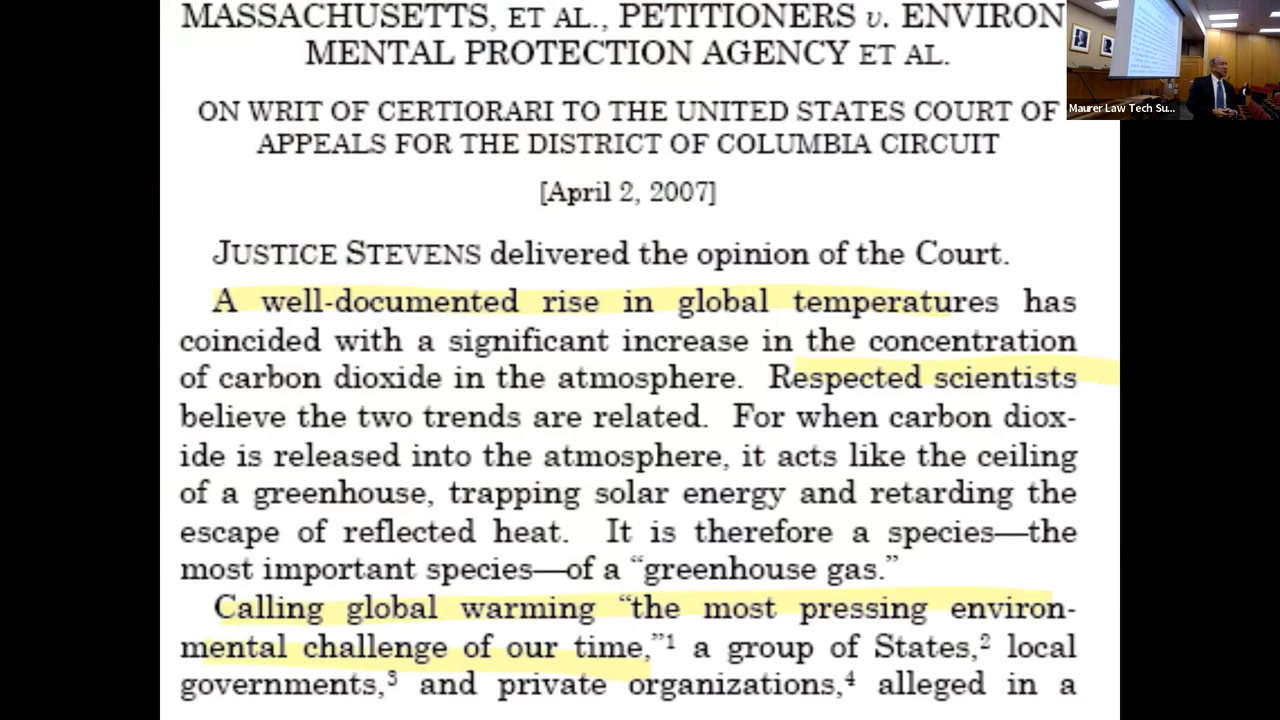 MASSACHUSETTS, ET AL., PETITIONERS v. ENVIRON
MENTAL PROTECTION AGENCY ET AL.
ON WRIT OF CERTIORARI TO THE UNITED STATES COURT OF
APPEALS FOR THE DISTRICT OF COLUMBIA CIRCUIT
[April 2, 2007]
JUSTICE STEVENS delivered the opinion of the Court.
A well-documented rise in global temperatures has
coincided with a significant increase in the concentration
of carbon dioxide in the atmosphere. Respected scientists
believe the two trends are related. For when carbon diox-
ide is released into the atmosphere, it acts like the ceiling
of a greenhouse, trapping solar energy and retarding the
escape of reflected heat. It is therefore a species—the
most important species—of a “greenhouse gas.”
Calling global warming “the most pressing environ-
mental challenge of our time,”¹ a group of States,² local
governments,³ and private organizations,⁴ alleged in a
Maurer Law Tech Su...